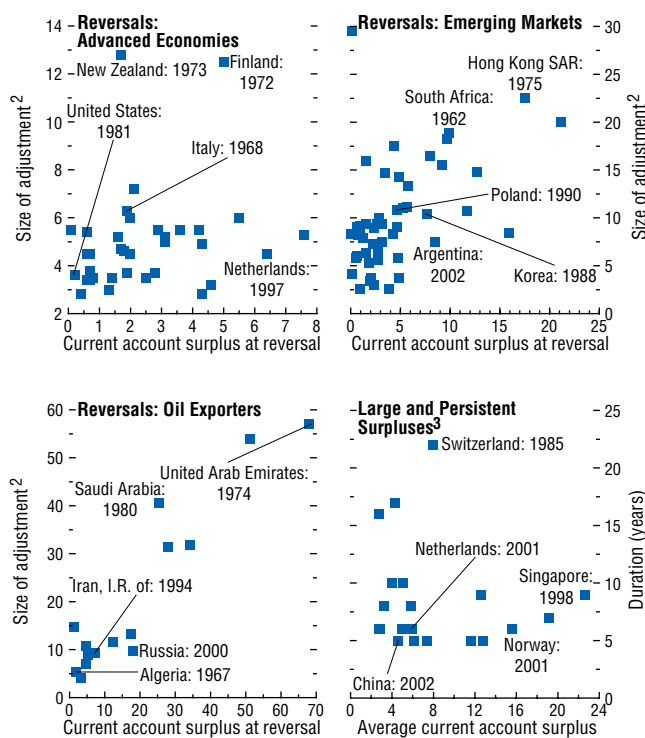 Reversals:
Advanced Economies
14
12
10
8
6
4
2
0 2 4 6 8
Size of adjustment2
Current account surplus at reversal
New Zealand: 1973
Finland:
1972
United States:
1981
Italy: 1968
Netherlands:
1997
Reversals: Emerging Markets
30
25
20
15
10
5
0
0 5 10 15 20 25
Size of adjustment2
Current account surplus at reversal
Hong Kong SAR:
1975
South Africa:
1962
Poland: 1990
Argentina:
2002
Korea: 1988
Reversals: Oil Exporters
60
50
40
30
20
10
0
0 10 20 30 40 50 60 70
Size of adjustment2
Current account surplus at reversal
United Arab Emirates:
1974
Saudi Arabia:
1980
Iran, I.R. of: 1994
Russia: 2000
Algeria: 1967
Large and Persistent
Surpluses3
25
20
15
10
5
0
0 4 8 12 16 20 24
Duration (years)
Average current account surplus
Switzerland: 1985
Netherlands: 2001
Singapore:
1998
Norway:
2001
China: 2002